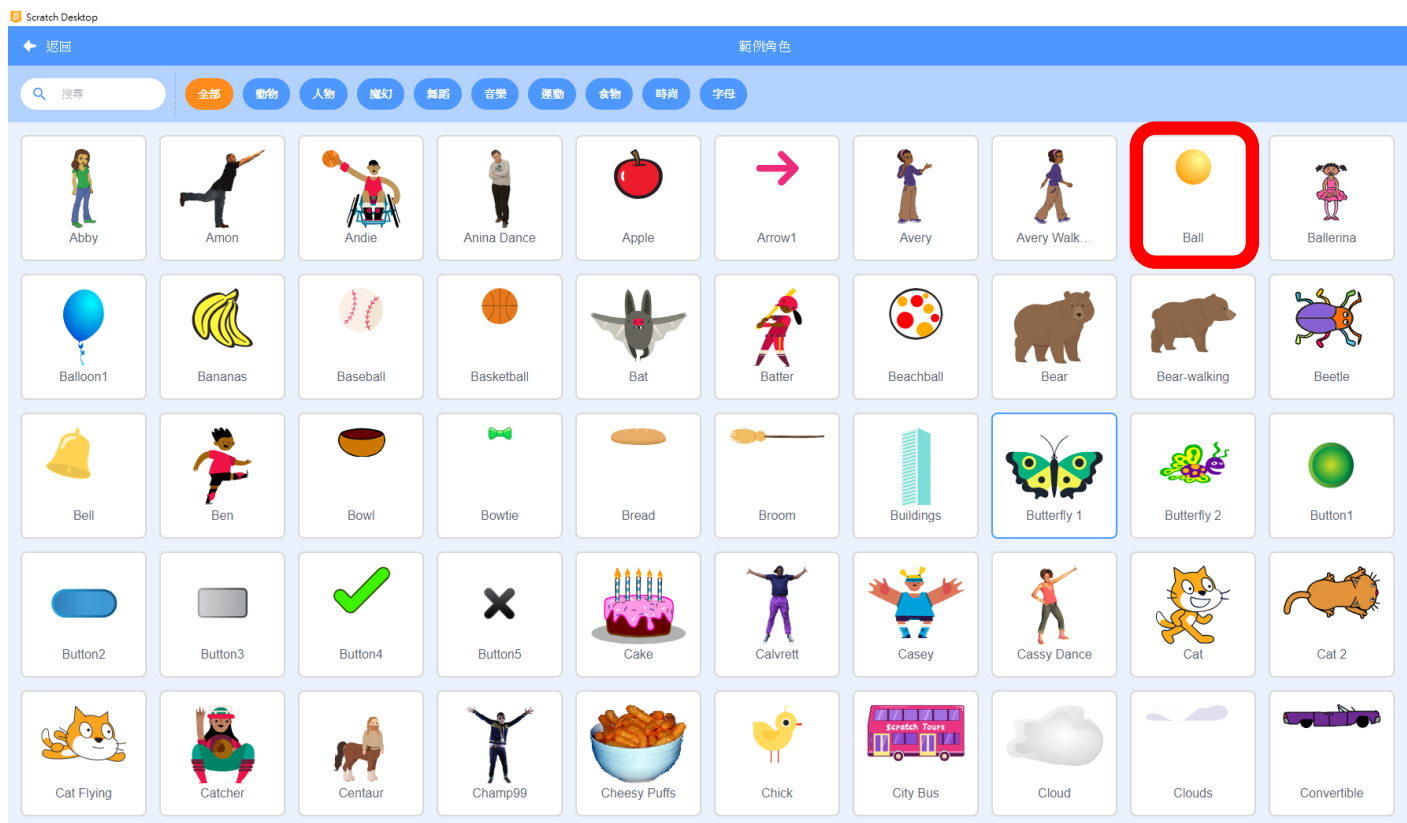 Scratch Desktop
返回
範例角色
搜尋
全部 動物 人物 魔幻 舞蹈 音樂 運動 食物 時尚 字母
Abby Amon Andie Anina Dance Apple Arrow1 Avery Avery Walk... Ball Ballerina
Balloon1 Bananas Baseball Basketball Bat Batter Beachball Bear Bear-walking Beetle
Bell Ben Bowl Bowtie Bread Broom Buildings Butterfly 1 Butterfly 2 Button1
Button2 Button3 Button4 Button5 Cake Calvrett Casey Cassy Dance Cat Cat 2
Scratch Tours
Cat Flying Catcher Centaur Champ99 Cheesy Puffs Chick City Bus Cloud Clouds Convertible